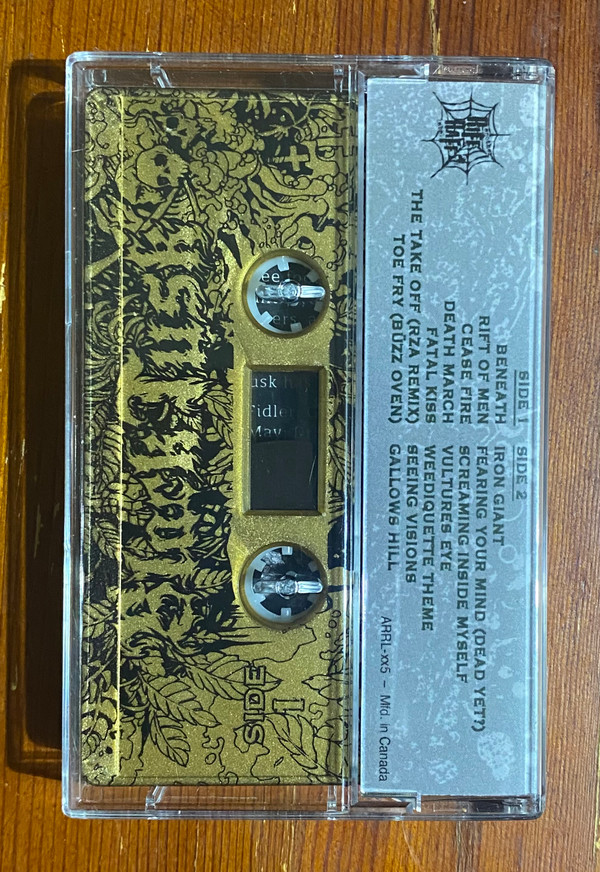 SIDE 1
BENEATH
RIFT OF MEN
CEASE FIRE
DEATH MARCH
FATAL KISS
THE TAKE OFF (RZA REMIX)
TOE FRY (BÜZZ OVEN)
SIDE 2
IRON GIANT
FEARING YOUR MIND (DEAD YET?)
SCREAMING INSIDE MYSELF
VULTURES EYE
WEEDIQUETTE THEME
SEEING VISIONS
GALLOWS HILL
ARRL-xx5 – Mfd. in Canada
TUSK
SIDE 1